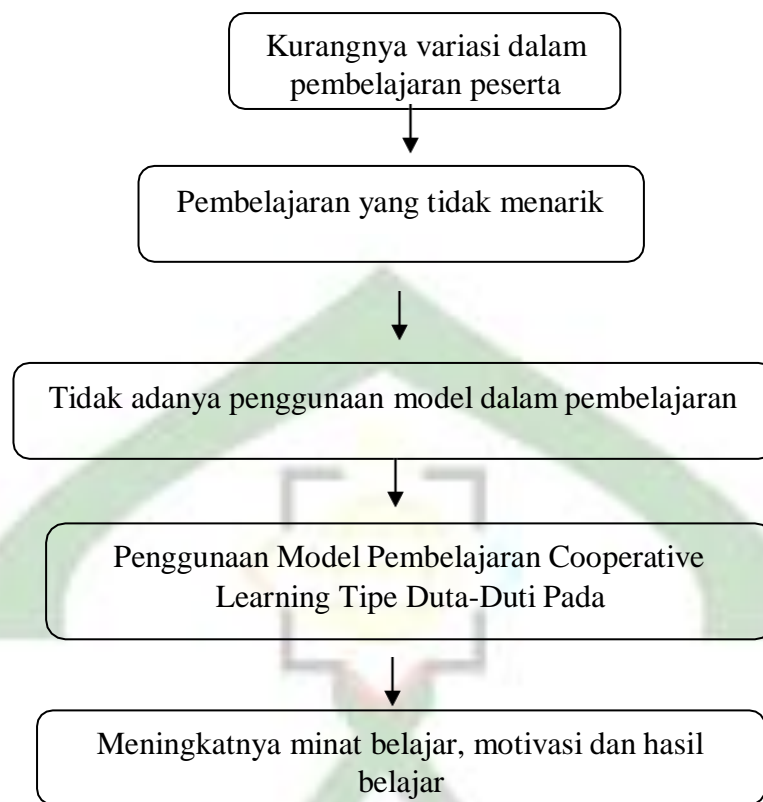 Kurangnya variasi dalam
pembelajaran peserta
Pembelajaran yang tidak menarik
Tidak adanya penggunaan model dalam pembelajaran
Penggunaan Model Pembelajaran Cooperative
Learning Tipe Duta-Duti Pada
Meningkatnya minat belajar, motivasi dan hasil
belajar